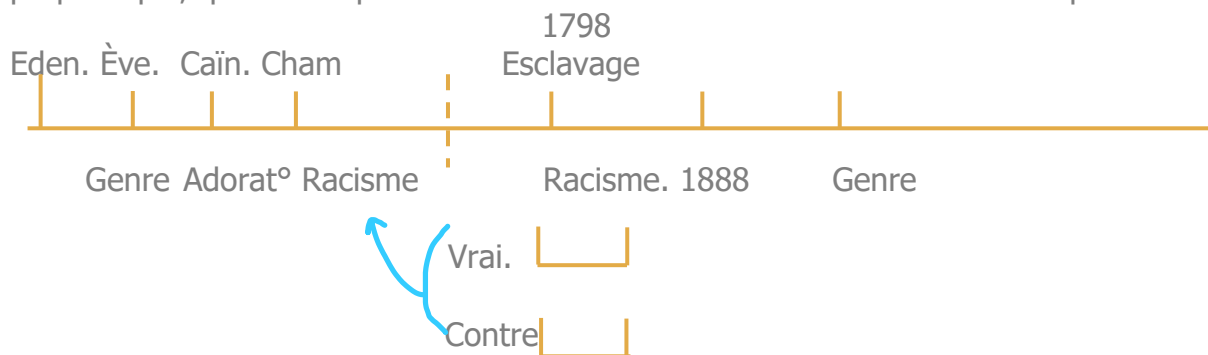 1798
Eden. Ève. Caïn. Cham Esclavage
Genre Adorat° Racisme Racisme. 1888 Genre
Vrai.
Contre